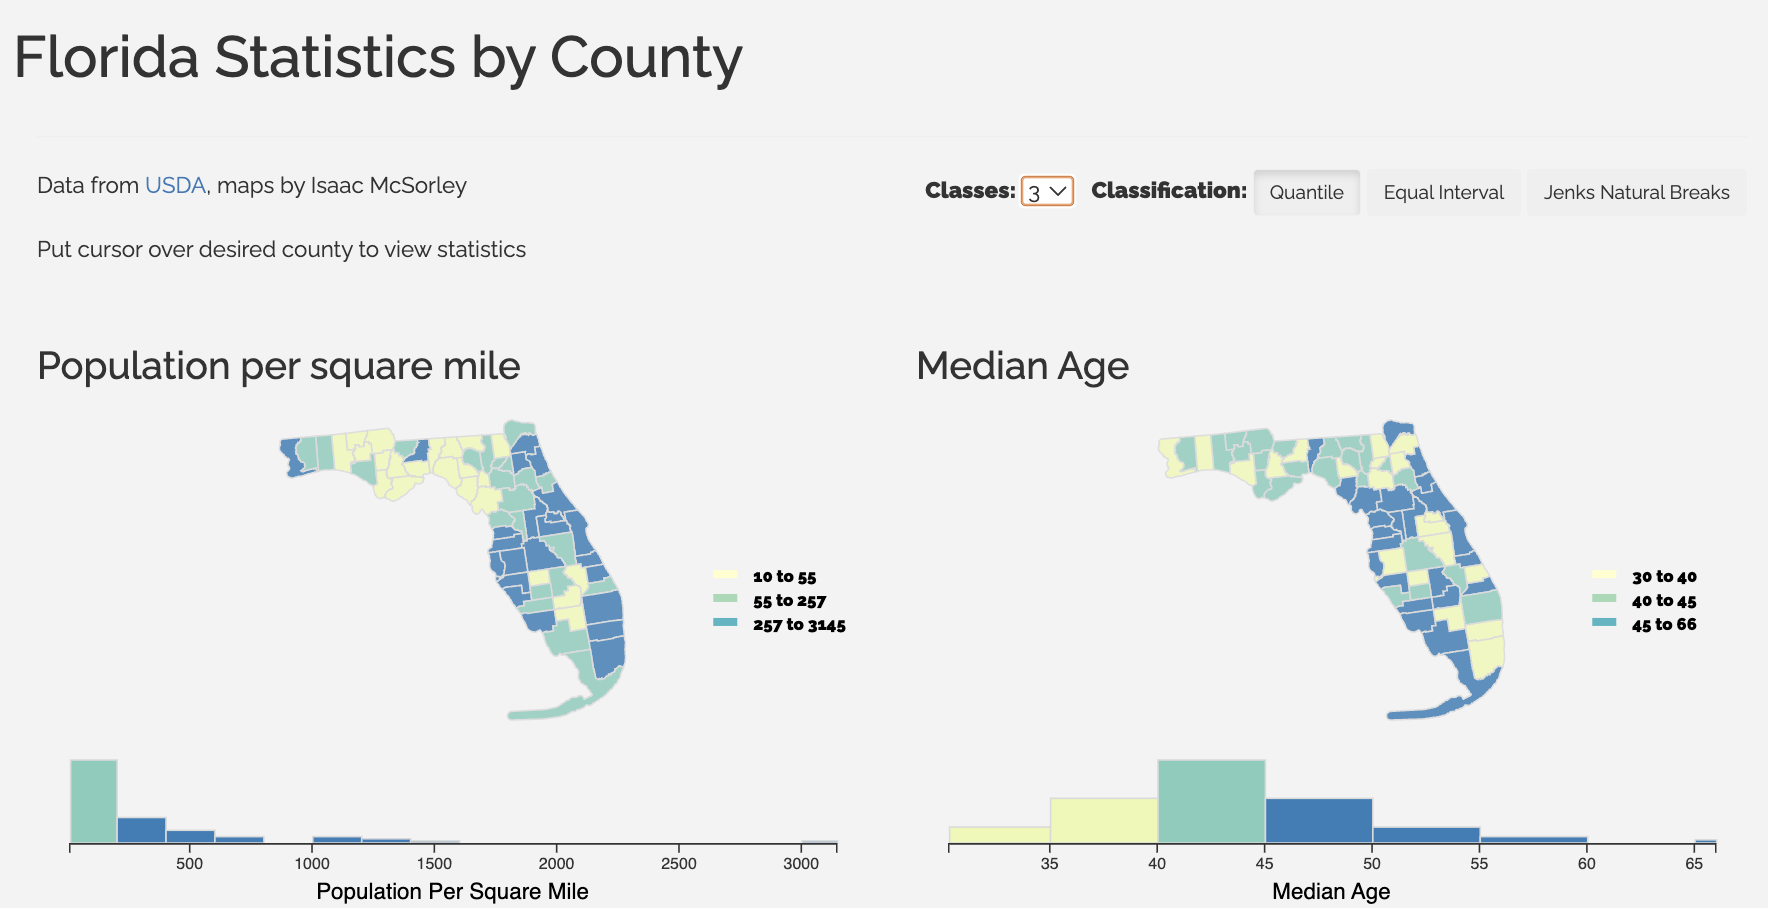 Florida Statistics by County
Data from USDA, maps by Isaac McSorley
Classes: 3 Classification: Quantile Equal Interval Jenks Natural Breaks
Put cursor over desired county to view statistics
Population per square mile
10 to 55
55 to 257
257 to 3145
500 1000 1500 2000 2500 3000
Population Per Square Mile
Median Age
30 to 40
40 to 45
45 to 66
35 40 45 50 55 60 65
Median Age